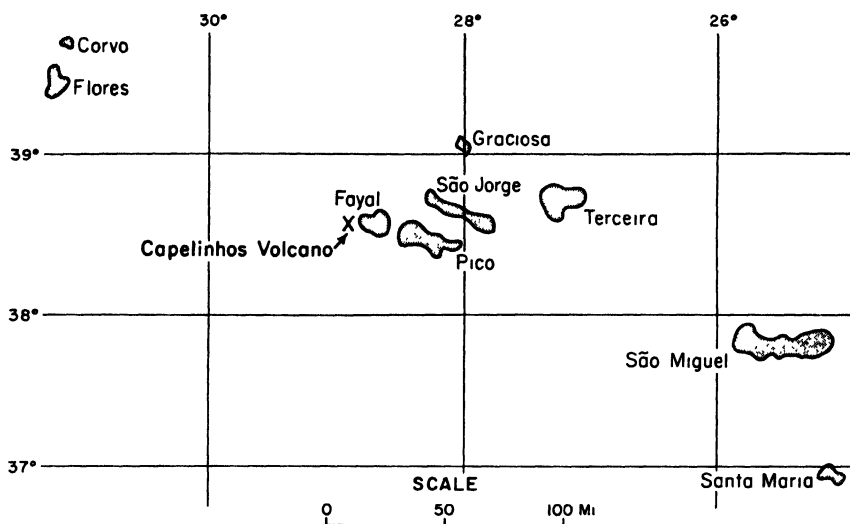 30° 28° 26°
Corvo
Flores
39°
Graciosa
São Jorge
Fayal
X
Terceira
Capelinhos Volcano
Pico
38°
São Miguel
37°
Santa Maria
SCALE
0 50 100 MI